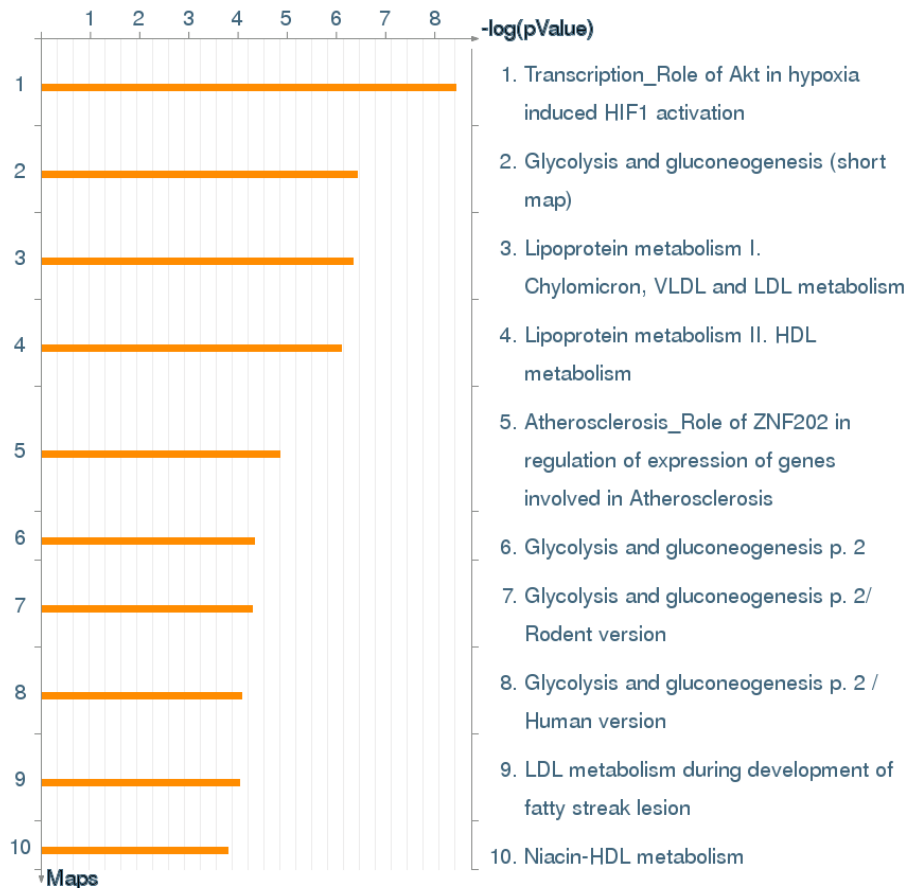 1 2 3 4 5 6 7 8
-log(pValue)
1
1. Transcription_Role of Akt in hypoxia
induced HIF1 activation
2
2. Glycolysis and gluconeogenesis (short
map)
3
3. Lipoprotein metabolism I.
Chylomicron, VLDL and LDL metabolism
4
4. Lipoprotein metabolism II. HDL
metabolism
5
5. Atherosclerosis_Role of ZNF202 in
regulation of expression of genes
involved in Atherosclerosis
6
6. Glycolysis and gluconeogenesis p. 2
7
7. Glycolysis and gluconeogenesis p. 2/
Rodent version
8
8. Glycolysis and gluconeogenesis p. 2 /
Human version
9
9. LDL metabolism during development of
fatty streak lesion
10
10. Niacin-HDL metabolism
Maps